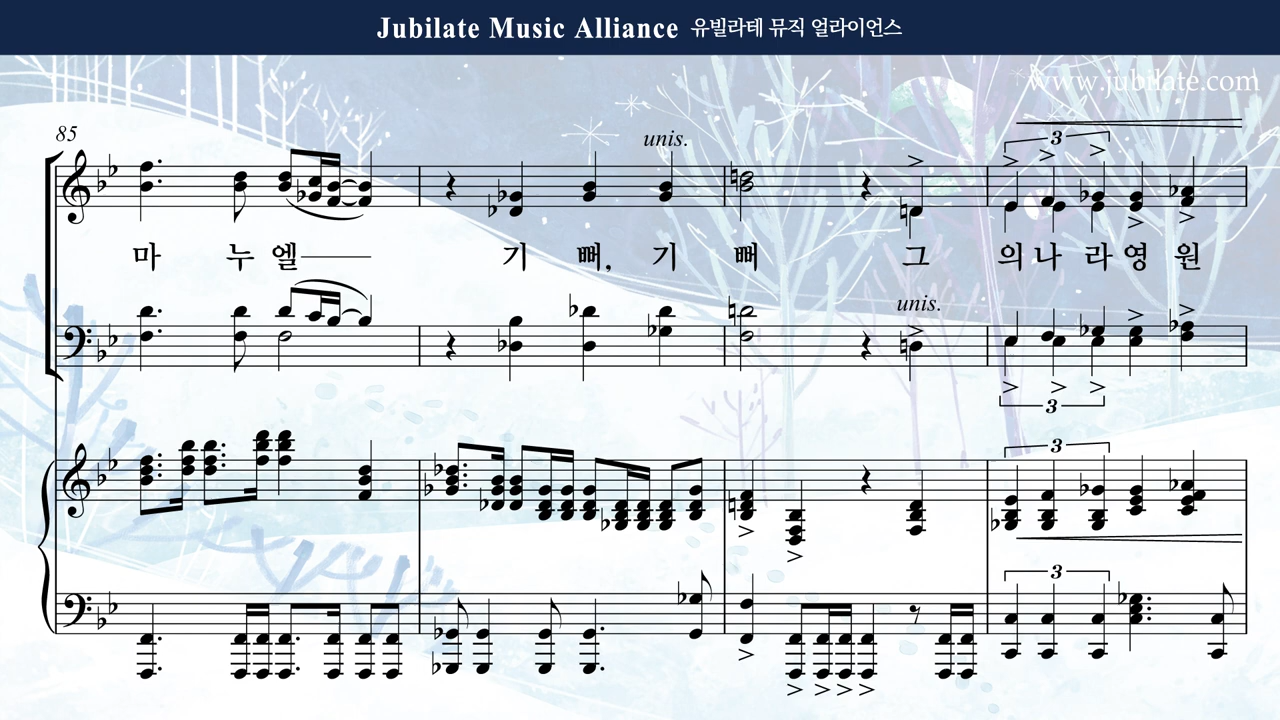 Jubilate Music Alliance 유빌라테 뮤직 얼라이언스
www.jubilate.com
85
unis.
3
마 누 엘 기 뻐, 기 뻐 그 의 나 라 영 원
unis.
3
3
3